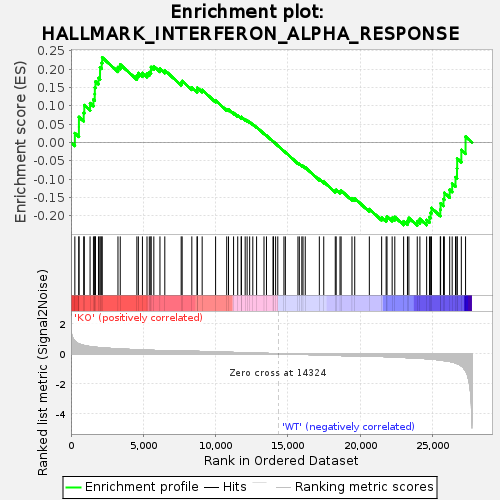 Enrichment plot:
HALLMARK_INTERFERON_ALPHA_RESPONSE
Enrichment score (ES)
0.25
0.20
0.15
0.10
0.05
0.00
-0.05
-0.10
-0.15
-0.20
'KO' (positively correlated)
Ranked list metric (Signal2Noise)
2
0
-2
-4
Zero cross at 14324
'WT' (negatively correlated)
0
5,000
10,000
15,000
20,000
25,000
Rank in Ordered Dataset
Enrichment profile
Hits
Ranking metric scores